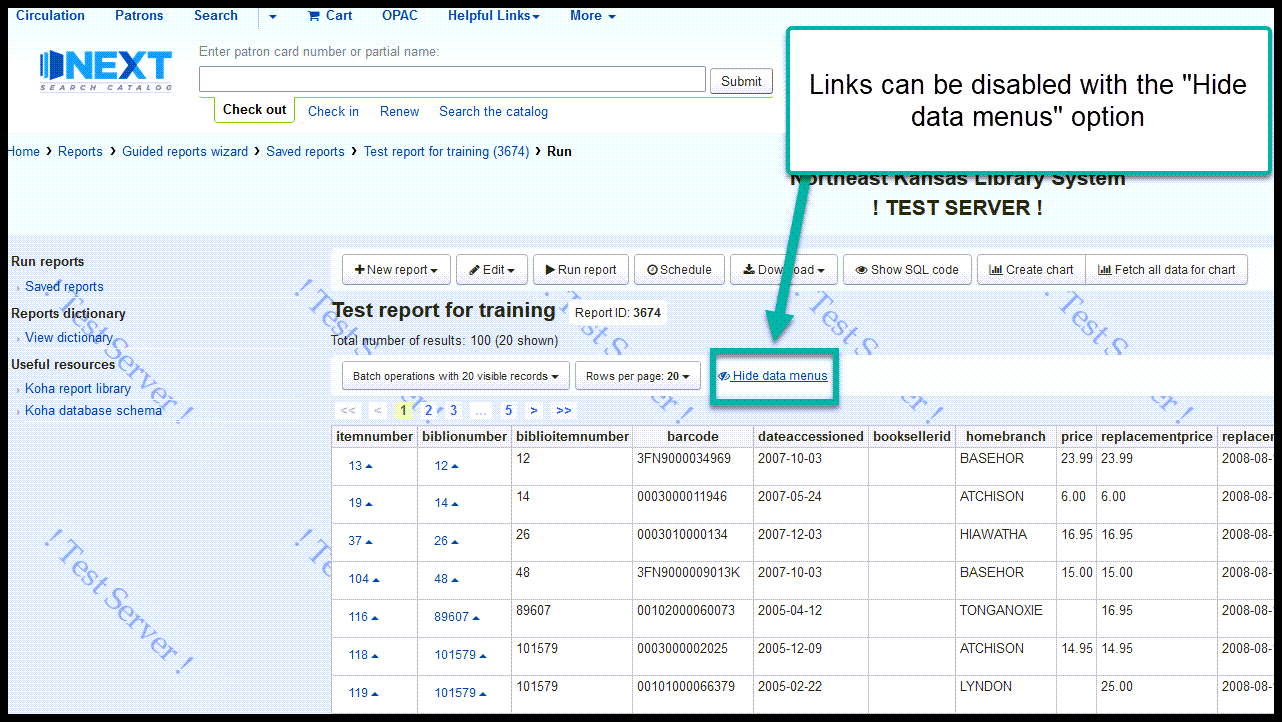 Circulation Patrons Search Cart OPAC Helpful Links More
NEXT
SEARCH CATALOG
Enter patron card number or partial name:
Submit
Check out Check in Renew Search the catalog
Links can be disabled with the "Hide
data menus" option
Home › Reports › Guided reports wizard › Saved reports › Test report for training (3674) › Run
Northeast Kansas Library System
! TEST SERVER !
Run reports
Saved reports
Reports dictionary
View dictionary
Useful resources
Koha report library
Koha database schema
New report Edit Run report Schedule Download Show SQL code Create chart Fetch all data for chart
Test report for training Report ID: 3674
Total number of results: 100 (20 shown)
Batch operations with 20 visible records Rows per page: 20 Hide data menus
<< < 1 2 3 ... 5 > >>
itemnumber biblionumber biblioitemnumber barcode dateaccessioned booksellerid homebranch price replacementprice replacem
13 12 12 3FN9000034969 2007-10-03 BASEHOR 23.99 23.99 2008-08-
19 14 14 0003000011946 2007-05-24 ATCHISON 6.00 6.00 2008-08-
37 26 26 0003010000134 2007-12-03 HIAWATHA 16.95 16.95 2008-08-
104 48 48 3FN9000009013K 2007-10-03 BASEHOR 15.00 15.00 2008-08-
116 89607 89607 00102000060073 2005-04-12 TONGANOXIE 16.95 2008-08-
118 101579 101579 0003000002025 2005-12-09 ATCHISON 14.95 14.95 2008-08-
119 101579 101579 00101000066379 2005-02-22 LYNDON 25.00 2008-08-
! Test Server !
! Test Server !
! Test Server !